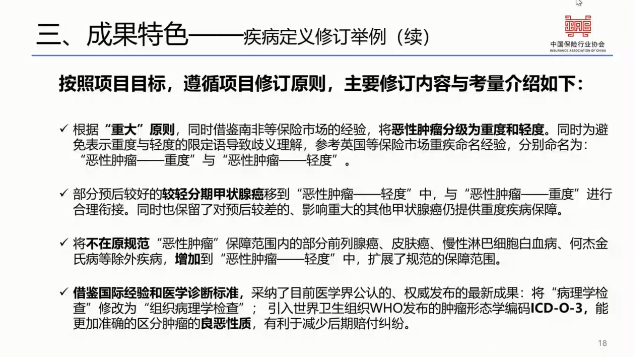 三、成果特色——疾病定义修订举例（续）
中国保险行业协会
INSURANCE ASSOCIATION OF CHINA
按照项目目标，遵循项目修订原则，主要修订内容与考量介绍如下：
✓ 根据“重大”原则，同时借鉴南非等保险市场的经验，将恶性肿瘤分级为重度和轻度。同时为避
免表示重度与轻度的限定语导致歧义理解，参考英国等保险市场重疾命名经验，分别命名为：
“恶性肿瘤——重度”与“恶性肿瘤——轻度”。
✓ 部分预后较好的较轻分期甲状腺癌移到“恶性肿瘤——轻度”中，与“恶性肿瘤——重度”进行
合理衔接。同时也保留了对预后较差的、影响重大的其他甲状腺癌仍提供重度疾病保障。
✓ 将不在原规范“恶性肿瘤”保障范围内的部分前列腺癌、皮肤癌、慢性淋巴细胞白血病、何杰金
氏病等除外疾病，增加到“恶性肿瘤——轻度”中，扩展了规范的保障范围。
✓ 借鉴国际经验和医学诊断标准，采纳了目前医学界公认的、权威发布的最新成果：将“病理学检
查”修改为“组织病理学检查”； 引入世界卫生组织WHO发布的肿瘤形态学编码ICD-O-3，能
更加准确的区分肿瘤的良恶性质，有利于减少后期赔付纠纷。
18